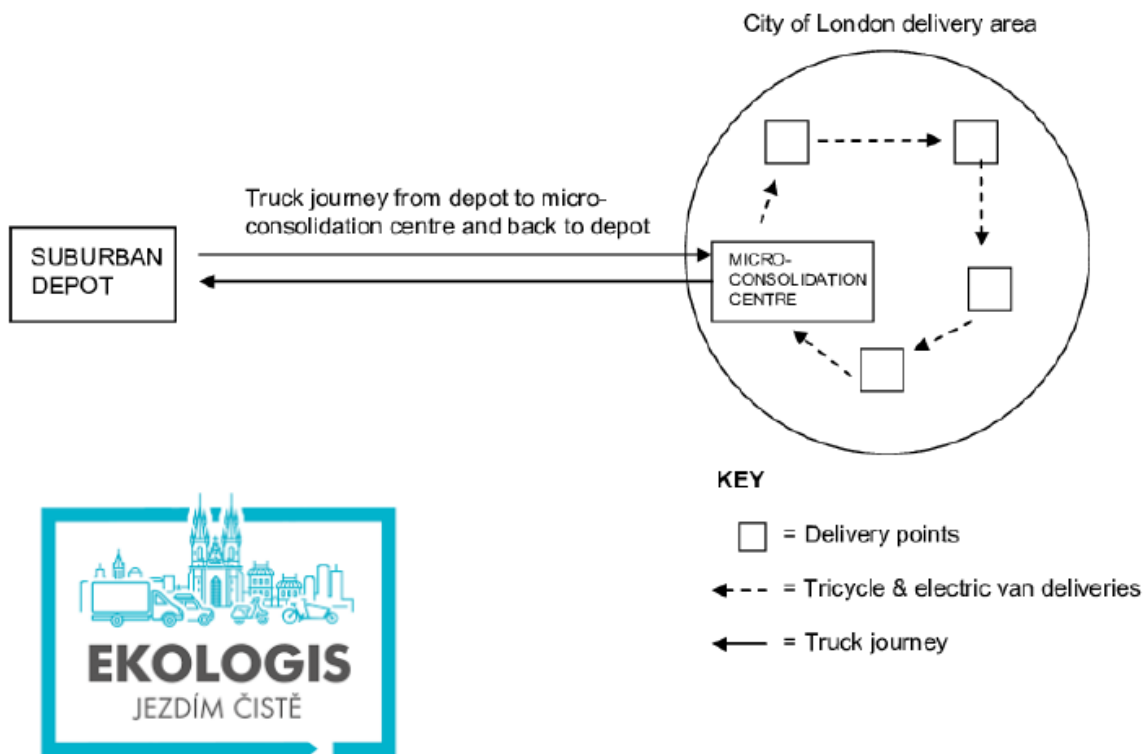 City of London delivery area
Truck journey from depot to micro-
consolidation centre and back to depot
SUBURBAN
DEPOT
MICRO-
CONSOLIDATION
CENTRE
KEY
= Delivery points
= Tricycle & electric van deliveries
= Truck journey
EKOLOGIS
JEZDÍM ČISTĚ